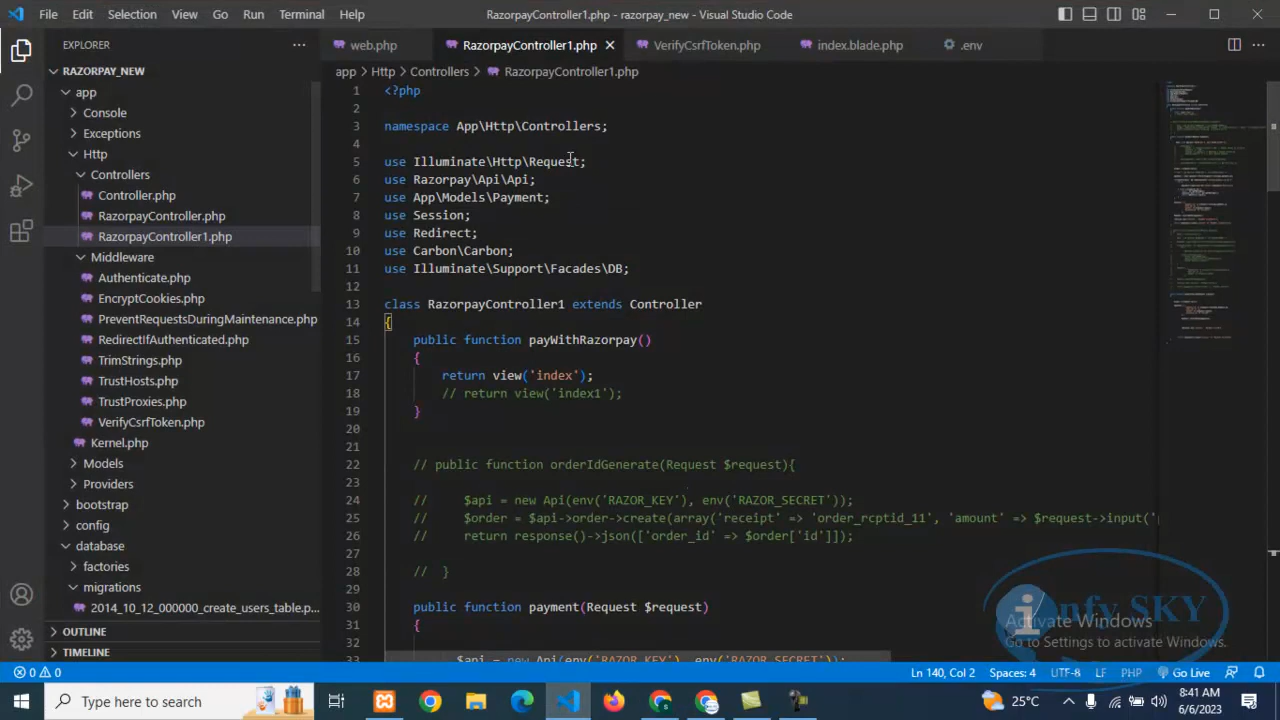 File Edit Selection View Go Run Terminal Help
RazorpayController1.php - razorpay_new - Visual Studio Code
EXPLORER
web.php RazorpayController1.php VerifyCsrfToken.php index.blade.php .env
RAZORPAY_NEW
app > Http > Controllers > RazorpayController1.php
app
Console
Exceptions
Http
Controllers
Controller.php
RazorpayController.php
RazorpayController1.php
Middleware
Authenticate.php
EncryptCookies.php
PreventRequestsDuringMaintenance.php
RedirectIfAuthenticated.php
TrimStrings.php
TrustHosts.php
TrustProxies.php
VerifyCsrfToken.php
Kernel.php
Models
Providers
bootstrap
config
database
factories
migrations
2014_10_12_000000_create_users_table.p...
OUTLINE
TIMELINE
1 <?php
2
3 namespace App\Http\Controllers;
4
5 use Illuminate\Http\Request;
6 use Razorpay\Api\Api;
7 use App\Models\Payment;
8 use Session;
9 use Redirect;
10 use Carbon\Carbon;
11 use Illuminate\Support\Facades\DB;
12
13 class RazorpayController1 extends Controller
14 {
15 public function payWithRazorpay()
16 {
17 return view('index');
18 // return view('index1');
19 }
20
21
22 // public function orderIdGenerate(Request $request){
23
24 // $api = new Api(env('RAZOR_KEY'), env('RAZOR_SECRET'));
25 // $order = $api->order->create(array('receipt' => 'order_rcptid_11', 'amount' => $request->input('
26 // return response()->json(['order_id' => $order['id']]);
27
28 // }
29
30 public function payment(Request $request)
31 {
32
33 $api = new Api(env('RAZOR_KEY'), env('RAZOR_SECRET'));
infy SKY
Activate Windows
Go to Settings to activate Windows.
0 0 Ln 140, Col 2 Spaces: 4 UTF-8 LF PHP Go Live
Type here to search
25°C
8:41 AM
6/6/2023